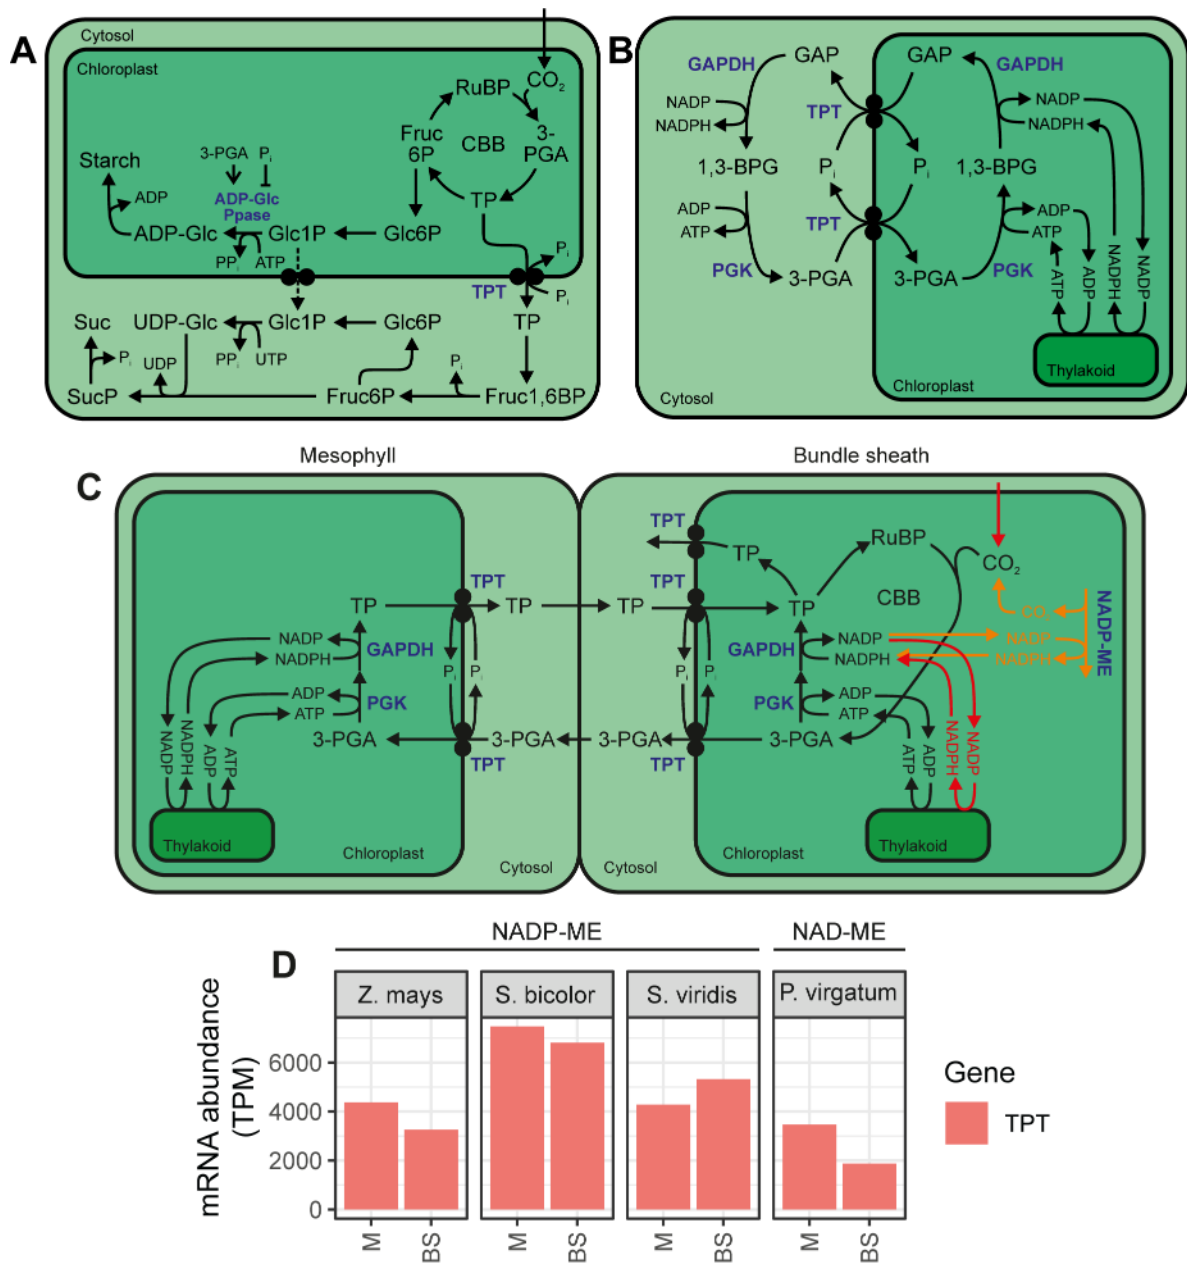 A
Cytosol
Chloroplast
CO2
RuBP
Fruc
6P
CBB
3-
PGA
TP
Starch
3-PGA
Pi
ADP
ADP-Glc
Ppase
ADP-Glc
Glc1P
Glc6P
PPi
ATP
Pi
TPT
Pi
Suc
UDP-Glc
Glc1P
Glc6P
TP
Pi
UDP
PPi
UTP
Pi
SucP
Fruc6P
Fruc1,6BP
B
GAPDH
GAP
GAP
GAPDH
NADP
NADPH
TPT
NADP
NADPH
1,3-BPG
Pi
Pi
1,3-BPG
ADP
ATP
TPT
ADP
ATP
PGK
3-PGA
3-PGA
PGK
ATP
ADP
NADPH
NADP
Thylakoid
Chloroplast
Cytosol
Mesophyll
Bundle sheath
C
TPT
TP
RuBP
CO2
TPT
TPT
TP
TP
TP
TP
CBB
CO2
NADP-ME
NADP
NADPH
GAPDH
Pi
Pi
Pi
Pi
GAPDH
NADP
NADPH
NADP
NADPH
ADP
ATP
PGK
PGK
ADP
ATP
3-PGA
3-PGA
3-PGA
3-PGA
TPT
TPT
NADP
NADPH
ADP
ATP
ATP
ADP
NADPH
NADP
Thylakoid
Chloroplast
Cytosol
Cytosol
Chloroplast
Thylakoid
NADP-ME
NAD-ME
D
Z. mays
S. bicolor
S. viridis
P. virgatum
mRNA abundance
(TPM)
6000
4000
2000
0
M
BS
M
BS
M
BS
M
BS
Gene
TPT